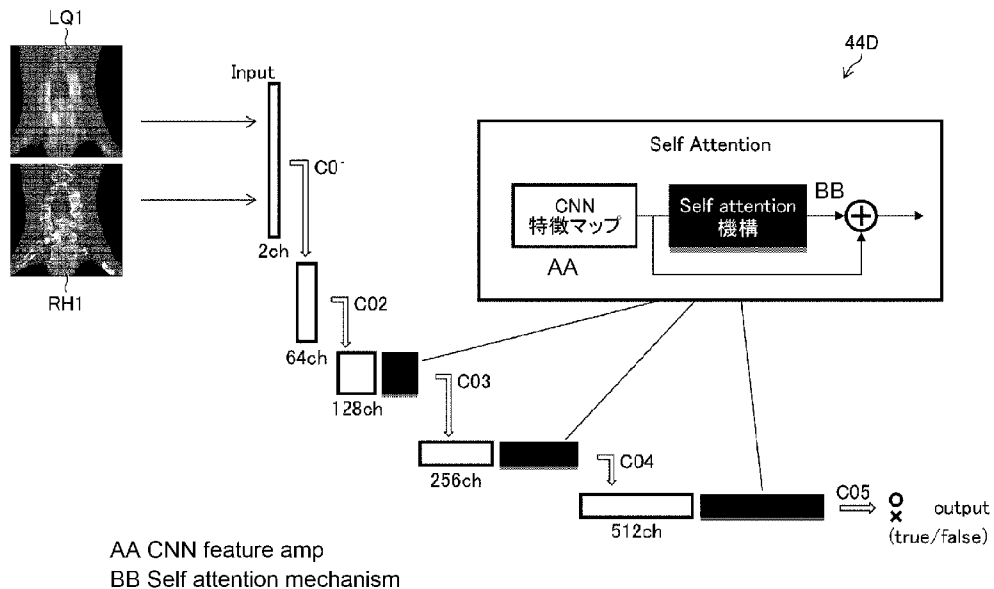 LQ1
44D
Input
C01
Self Attention
CNN
特徴マップ
AA
Self attention
機構
BB
2ch
RH1
C02
64ch
128ch
C03
256ch
C04
512ch
C05
output
(true/false)
AA CNN feature amp
BB Self attention mechanism